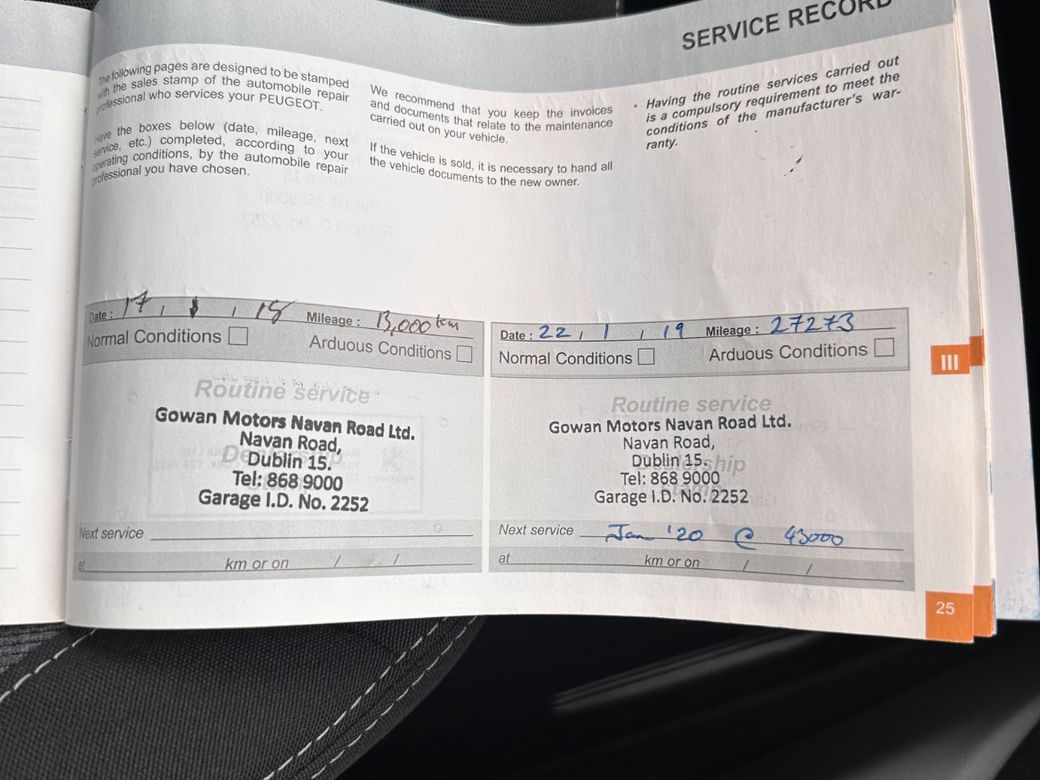 SERVICE RECORD
The following pages are designed to be stamped
with the sales stamp of the automobile repair
professional who services your PEUGEOT.
Have the boxes below (date, mileage, next
service, etc.) completed, according to your
operating conditions, by the automobile repair
professional you have chosen.
We recommend that you keep the invoices
and documents that relate to the maintenance
carried out on your vehicle.
If the vehicle is sold, it is necessary to hand all
the vehicle documents to the new owner.
• Having the routine services carried out
is a compulsory requirement to meet the
conditions of the manufacturer's war-
ranty.
Date : 17 / 1 / 18 Mileage : 13,000 km
Normal Conditions Arduous Conditions
Routine service
Gowan Motors Navan Road Ltd.
Navan Road,
Dublin 15.
Tel: 868 9000
Garage I.D. No. 2252
Next service
at km or on / /
Date : 22 / 1 / 19 Mileage : 27273
Normal Conditions Arduous Conditions
Routine service
Gowan Motors Navan Road Ltd.
Navan Road,
Dublin 15.
Tel: 868 9000
Garage I.D. No. 2252
Next service Jan '20 @ 43000
at km or on / /
III
25